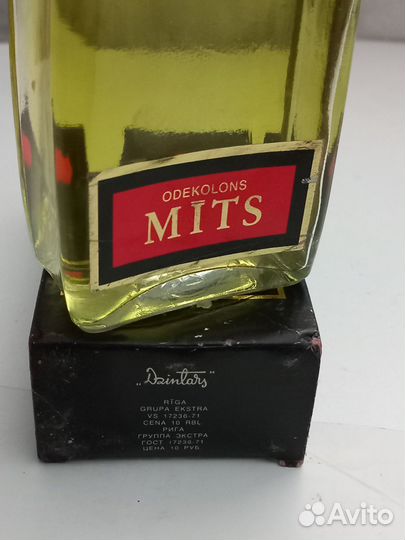 ODEKOLONS
MĪTS
„Dzintars"
RĪGA
GRUPA EKSTRA
VS 17236-71
CENA 10 RBL.
РИГА
ГРУППА ЭКСТРА
ГОСТ 17236-71
ЦЕНА 10 РУБ.
Avito